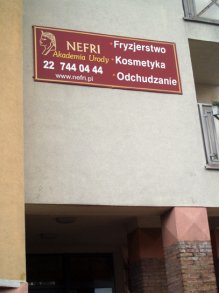 NEFRI
Akademia Urody
22 744 04 44
www.nefri.pl
· Fryzjerstwo
· Kosmetyka
· Odchudzanie